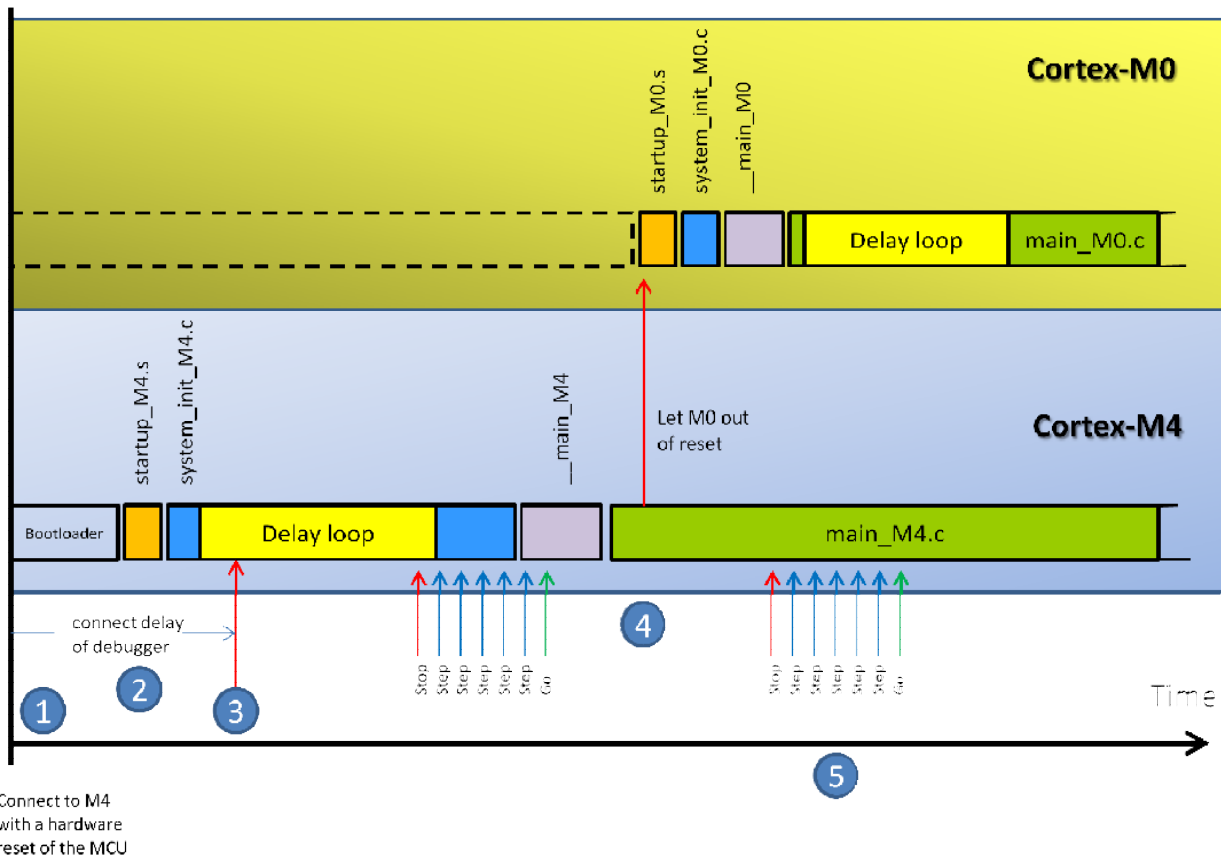 Cortex-M0
startup_M0.s
system_init_M0.c
__main_M0
Delay loop
main_M0.c
startup_M4.s
system_init_M4.c
__main_M4
Let M0 out
of reset
Cortex-M4
Bootloader
Delay loop
main_M4.c
connect delay
of debugger
Stop
Step
Step
Step
Step
Step
Go
Stop
Step
Step
Step
Step
Step
Go
1
2
3
4
5
Time
Connect to M4
with a hardware
reset of the MCU